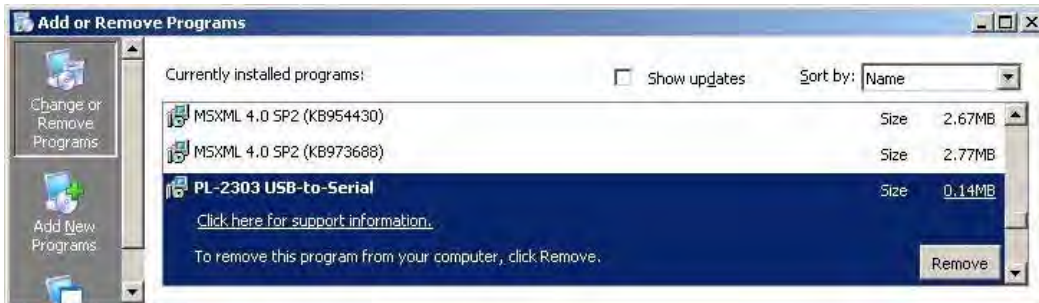 Add or Remove Programs
Change or
Remove
Programs
Add New
Programs
Currently installed programs:
Show updates
Sort by: Name
MSXML 4.0 SP2 (KB954430) Size 2.67MB
MSXML 4.0 SP2 (KB973688) Size 2.77MB
PL-2303 USB-to-Serial Size 0.14MB
Click here for support information.
To remove this program from your computer, click Remove.
Remove